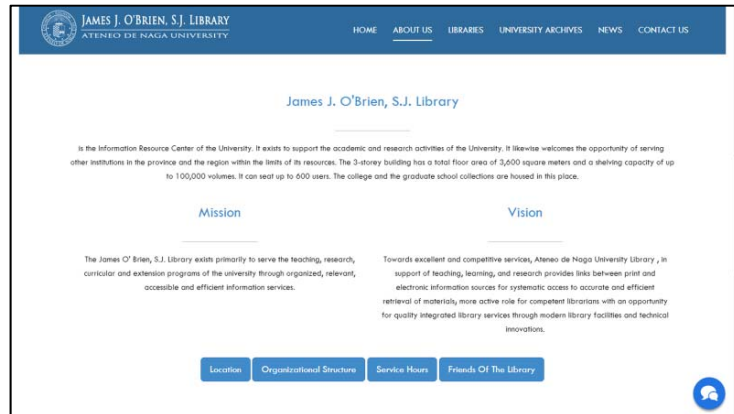 JAMES J. O'BRIEN, S.J. LIBRARY
ATENEO DE NAGA UNIVERSITY
HOME ABOUT US LIBRARIES UNIVERSITY ARCHIVES NEWS CONTACT US
James J. O'Brien, S.J. Library
is the Information Resource Center of the University. It exists to support the academic and research activities of the University. It likewise welcomes the opportunity of serving
other institutions in the province and the region within the limits of its resources. The 3-storey building has a total floor area of 3,600 square meters and a shelving capacity of up
to 100,000 volumes. It can seat up to 600 users. The college and the graduate school collections are housed in this place.
Mission
The James O' Brien, S.J. Library exists primarily to serve the teaching, research,
curricular and extension programs of the university through organized, relevant,
accessible and efficient information services.
Vision
Towards excellent and competitive services, Ateneo de Naga University Library , in
support of teaching, learning, and research provides links between print and
electronic information sources for systematic access to accurate and efficient
retrieval of materials, more active role for competent librarians with an opportunity
for quality integrated library services through modern library facilities and technical
innovations.
Location Organizational Structure Service Hours Friends Of The Library